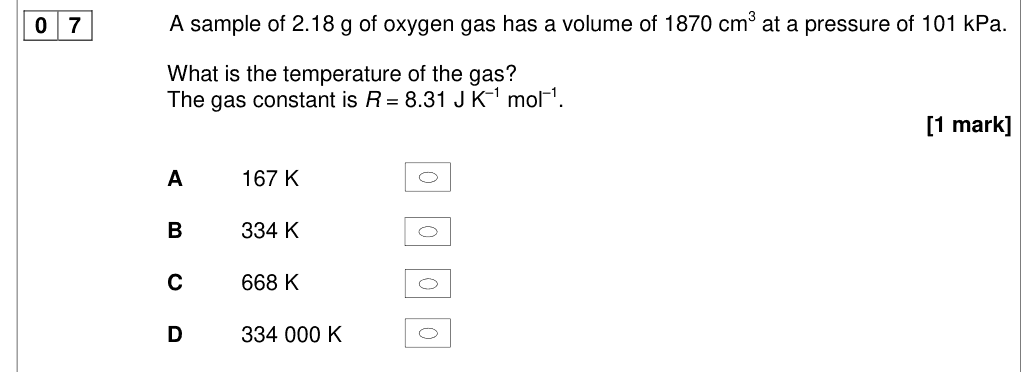 0 7 A sample of 2.18 g of oxygen gas has a volume of 1870 cm³ at a pressure of 101 kPa.
What is the temperature of the gas?
The gas constant is R = 8.31 J K⁻¹ mol⁻¹.
[1 mark]
A 167 K
B 334 K
C 668 K
D 334 000 K